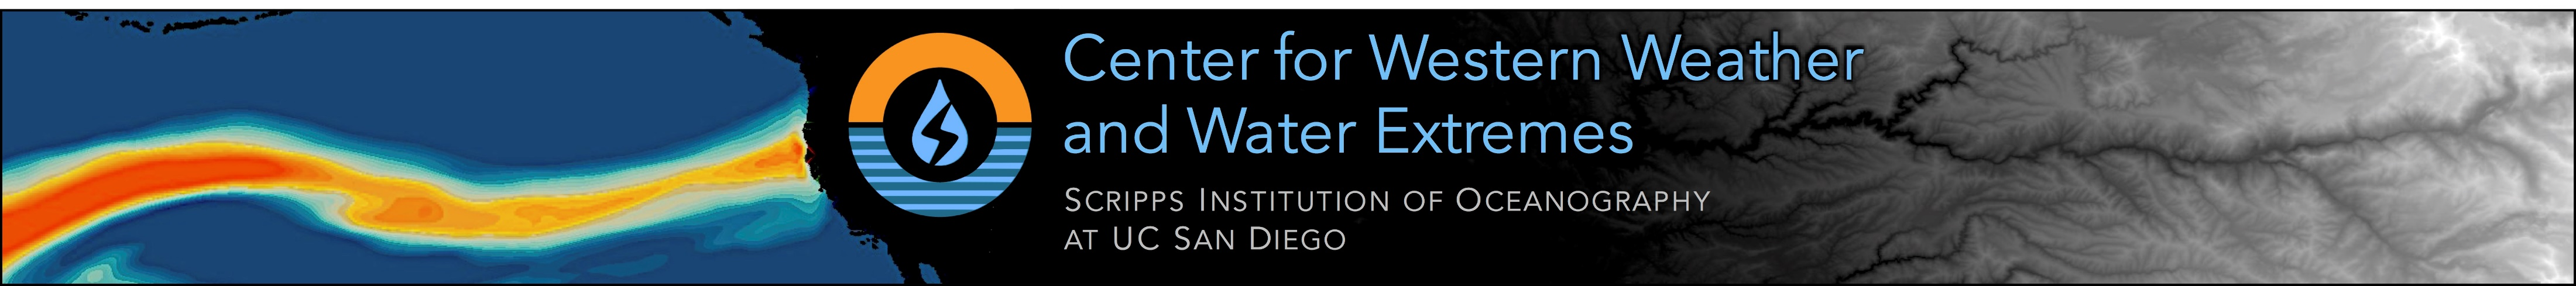 Center for Western Weather
and Water Extremes
SCRIPPS INSTITUTION OF OCEANOGRAPHY
AT UC SAN DIEGO